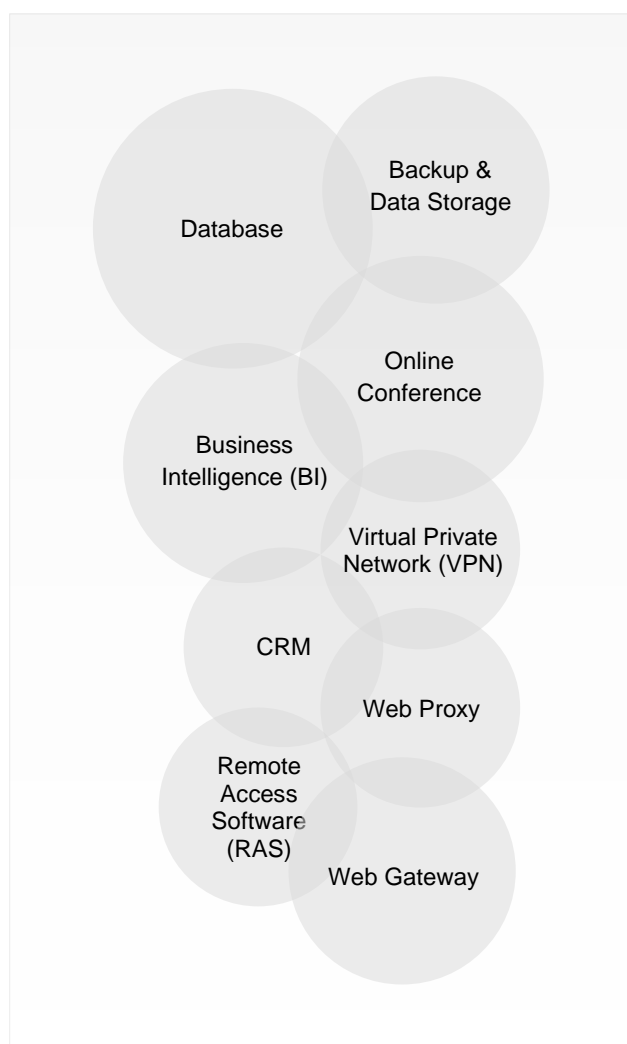 Backup &
Data Storage
Database
Online
Conference
Business
Intelligence (BI)
Virtual Private
Network (VPN)
CRM
Web Proxy
Remote
Access
Software
(RAS)
Web Gateway